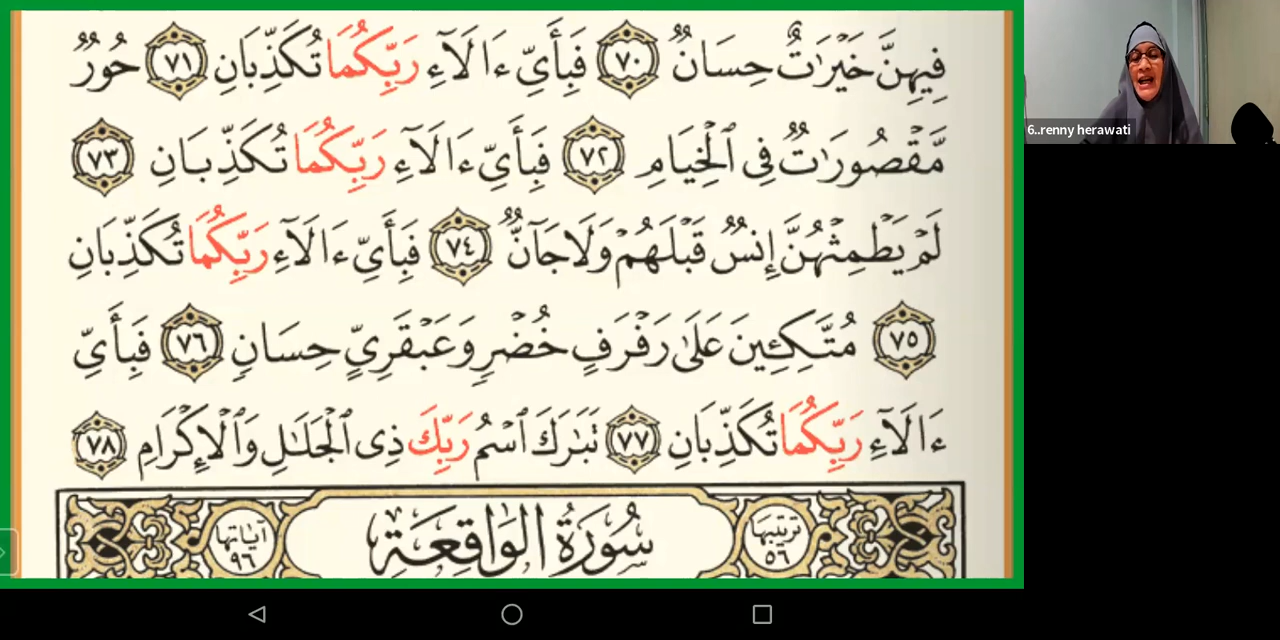 فِيهِنَّ خَيْرَٰتٌ حِسَانٌ ٧٠ فَبِأَيِّ ءَالَآءِ رَبِّكُمَا تُكَذِّبَانِ ٧١ حُورٌ
مَّقْصُورَٰتٌ فِى ٱلْخِيَامِ ٧٢ فَبِأَيِّ ءَالَآءِ رَبِّكُمَا تُكَذِّبَانِ ٧٣
لَمْ يَطْمِثْهُنَّ إِنسٌ قَبْلَهُمْ وَلَا جَآنٌّ ٧٤ فَبِأَيِّ ءَالَآءِ رَبِّكُمَا تُكَذِّبَانِ
٧٥ مُتَّكِـِٔينَ عَلَىٰ رَفْرَفٍ خُضْرٍ وَعَبْقَرِىٍّ حِسَانٍ ٧٦ فَبِأَيِّ
ءَالَآءِ رَبِّكُمَا تُكَذِّبَانِ ٧٧ تَبَٰرَكَ ٱسْمُ رَبِّكَ ذِى ٱلْجَلَٰلِ وَٱلْإِكْرَامِ ٧٨
ترتيبها ٥٦ سُورَةُ الوَاقِعَةِ آياتها ٩٦
6..renny herawati